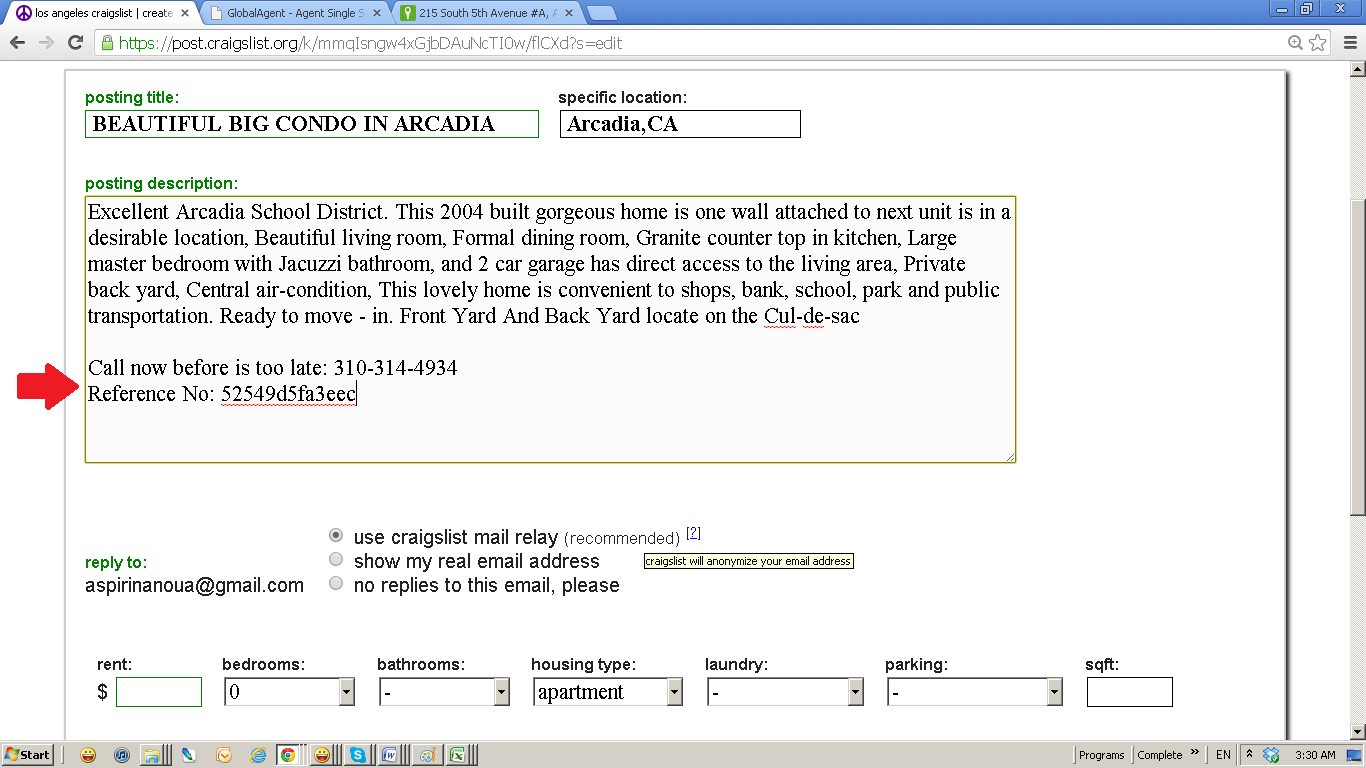 los angeles craigslist | create
GlobalAgent - Agent Single S
215 South 5th Avenue #A, A
https://post.craigslist.org/k/mmqIsngw4xGjbDAuNcTI0w/flCXd?s=edit
posting title:
specific location:
BEAUTIFUL BIG CONDO IN ARCADIA
Arcadia,CA
posting description:
Excellent Arcadia School District. This 2004 built gorgeous home is one wall attached to next unit is in a
desirable location, Beautiful living room, Formal dining room, Granite counter top in kitchen, Large
master bedroom with Jacuzzi bathroom, and 2 car garage has direct access to the living area, Private
back yard, Central air-condition, This lovely home is convenient to shops, bank, school, park and public
transportation. Ready to move - in. Front Yard And Back Yard locate on the Cul-de-sac
Call now before is too late: 310-314-4934
Reference No: 52549d5fa3eec
reply to:
aspirinanoua@gmail.com
use craigslist mail relay (recommended) [?]
show my real email address
craigslist will anonymize your email address
no replies to this email, please
rent:
bedrooms:
bathrooms:
housing type:
laundry:
parking:
sqft:
$
0
-
apartment
-
-
Start
Programs
Complete
»
EN
3:30 AM